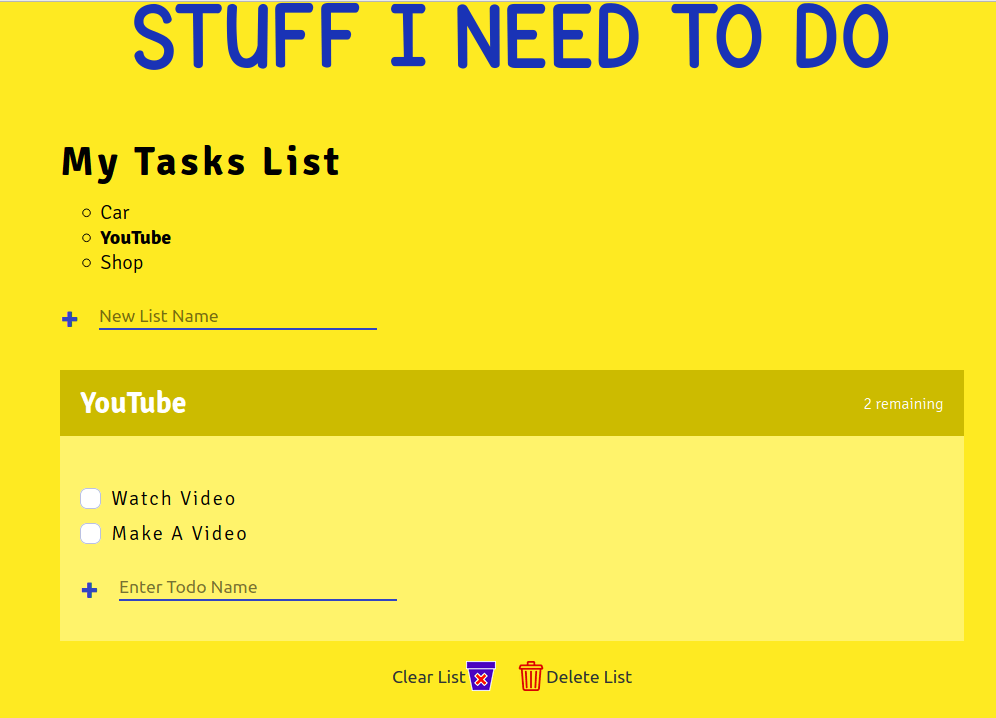 STUFF I NEED TO DO
My Tasks List
Car
YouTube
Shop
New List Name
YouTube
2 remaining
Watch Video
Make A Video
Enter Todo Name
Clear List
Delete List